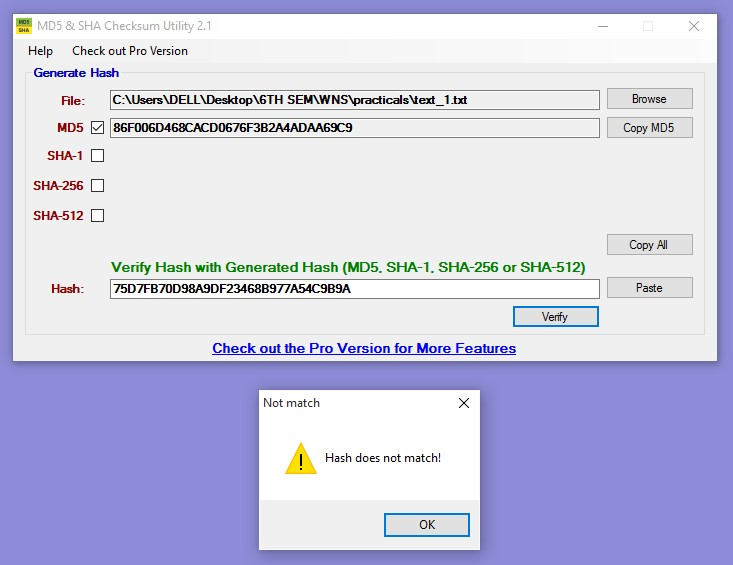 MD5 SHA MD5 & SHA Checksum Utility 2.1
Help Check out Pro Version
Generate Hash
File: C:\Users\DELL\Desktop\6TH SEM\WNS\practicals\text_1.txt Browse
MD5 86F006D468CACD0676F3B2A4ADAA69C9 Copy MD5
SHA-1
SHA-256
SHA-512
Copy All
Verify Hash with Generated Hash (MD5, SHA-1, SHA-256 or SHA-512)
Hash: 75D7FB70D98A9DF23468B977A54C9B9A Paste
Verify
Check out the Pro Version for More Features
Not match
Hash does not match!
OK